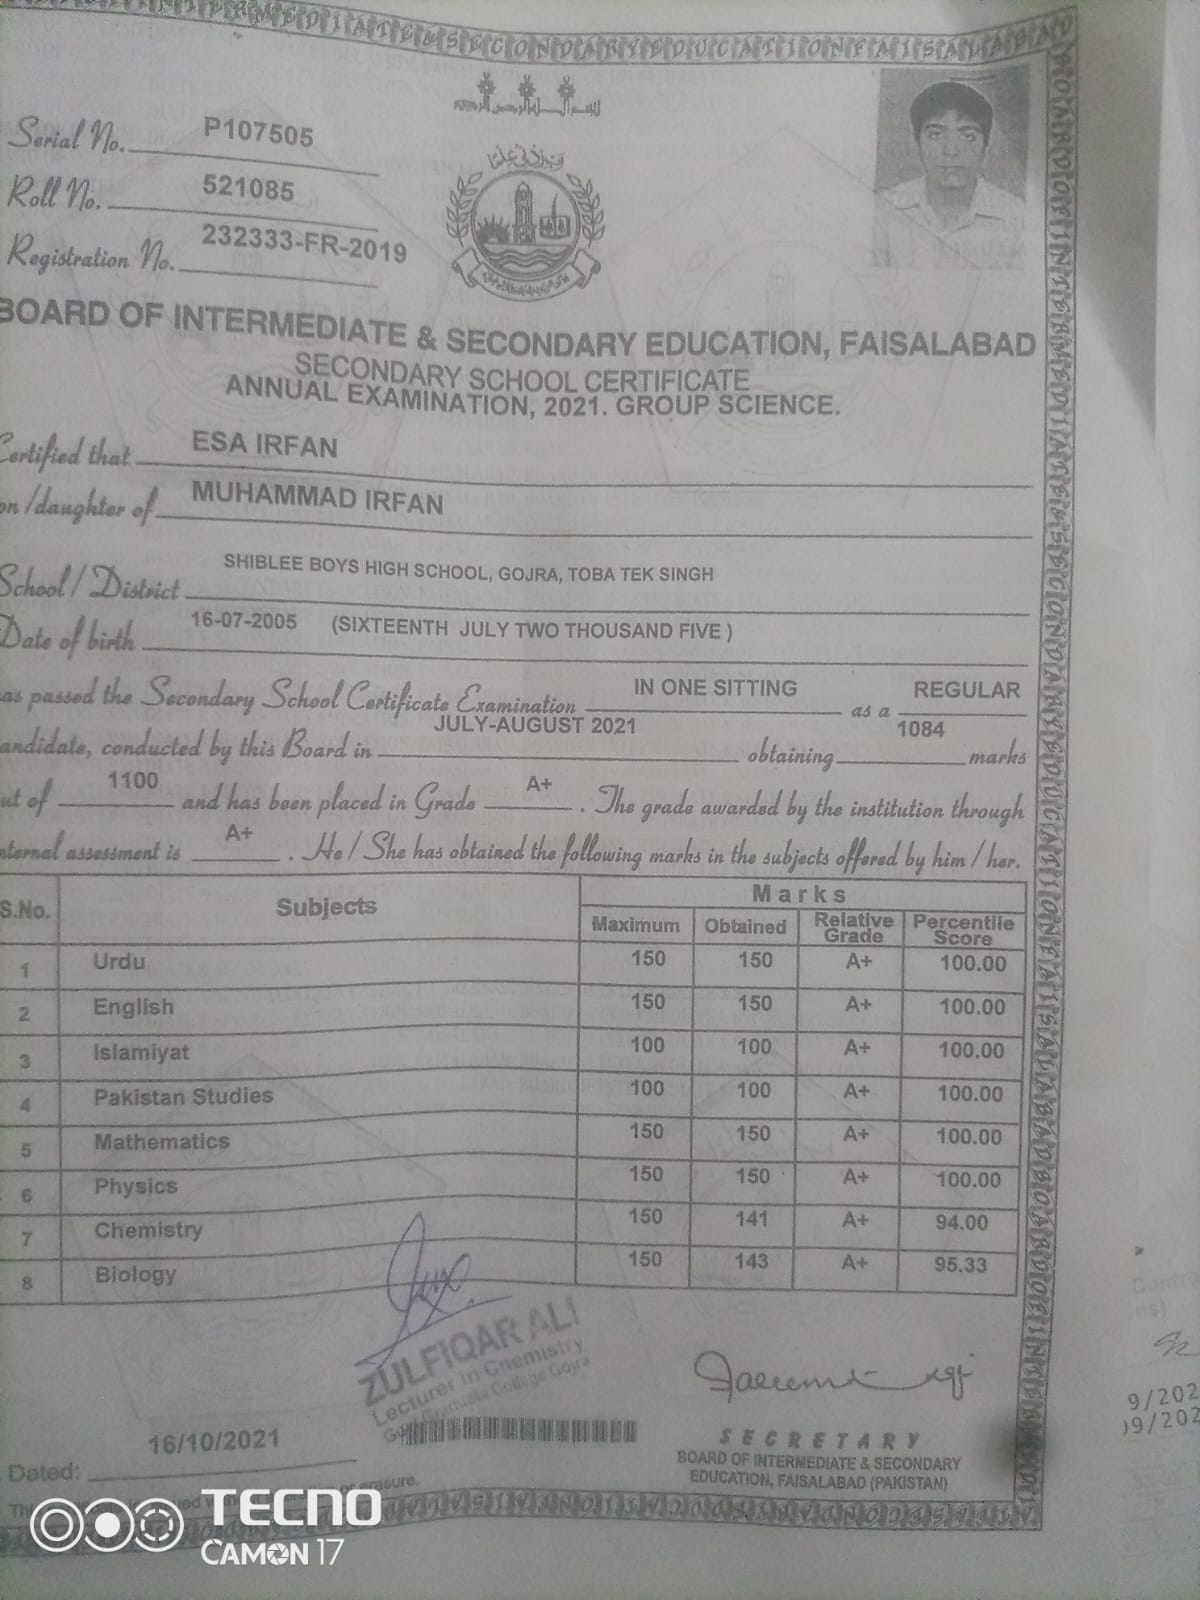 Serial No. P107505
Roll No. 521085
Registration No. 232333-FR-2019
BOARD OF INTERMEDIATE & SECONDARY EDUCATION, FAISALABAD
SECONDARY SCHOOL CERTIFICATE
ANNUAL EXAMINATION, 2021. GROUP SCIENCE.
Certified that ESA IRFAN
on/daughter of MUHAMMAD IRFAN
School/District SHIBLEE BOYS HIGH SCHOOL, GOJRA, TOBA TEK SINGH
Date of birth 16-07-2005 (SIXTEENTH JULY TWO THOUSAND FIVE )
as passed the Secondary School Certificate Examination IN ONE SITTING as a REGULAR
andidate, conducted by this Board in JULY-AUGUST 2021 obtaining 1084 marks
ut of 1100 and has been placed in Grade A+ . The grade awarded by the institution through
nternal assessment is A+ . He / She has obtained the following marks in the subjects offered by him / her.
S.No. Subjects Marks
Maximum Obtained Relative Grade Percentile Score
1 Urdu 150 150 A+ 100.00
2 English 150 150 A+ 100.00
3 Islamiyat 100 100 A+ 100.00
4 Pakistan Studies 100 100 A+ 100.00
5 Mathematics 150 150 A+ 100.00
6 Physics 150 150 A+ 100.00
7 Chemistry 150 141 A+ 94.00
8 Biology 150 143 A+ 95.33
ZULFIQAR ALI
Lecturer in Chemistry
Graduate College Gojra
SECRETARY
BOARD OF INTERMEDIATE & SECONDARY
EDUCATION, FAISALABAD (PAKISTAN)
Dated: 16/10/2021
TECNO
CAMON 17